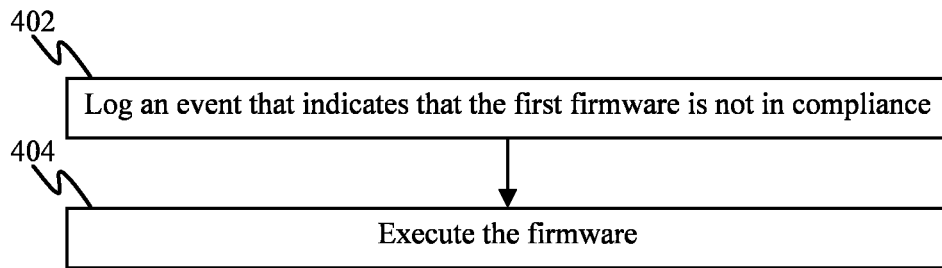 402
Log an event that indicates that the first firmware is not in compliance
404
Execute the firmware